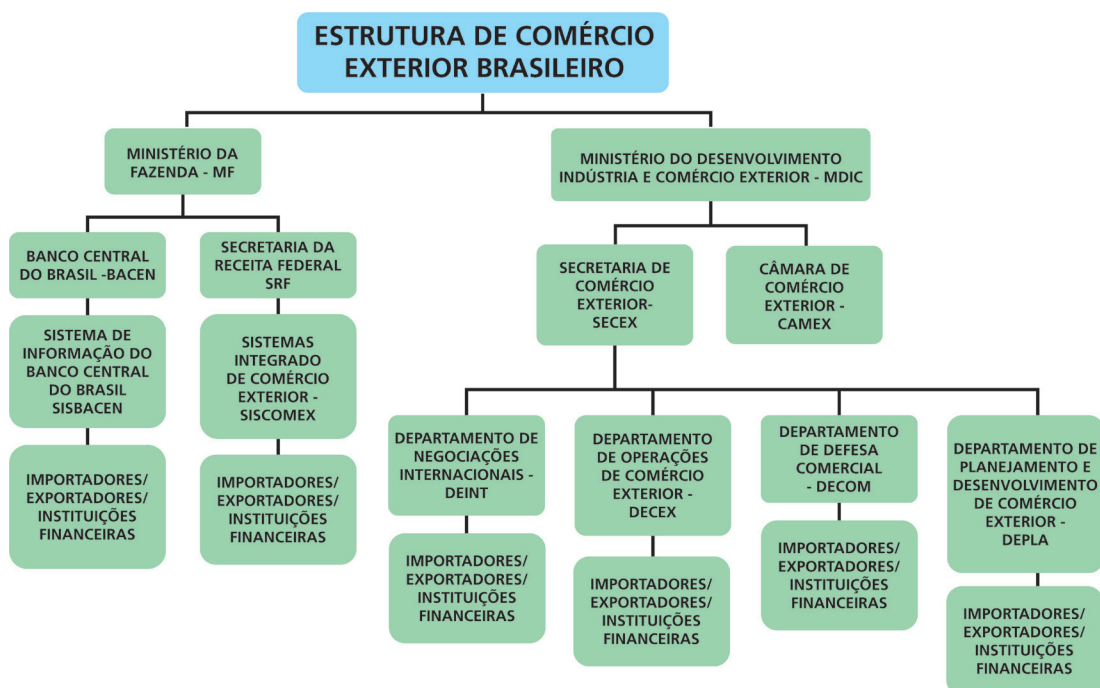 ESTRUTURA DE COMÉRCIO
EXTERIOR BRASILEIRO
MINISTÉRIO DA
FAZENDA - MF
MINISTÉRIO DO DESENVOLVIMENTO
INDÚSTRIA E COMÉRCIO EXTERIOR - MDIC
BANCO CENTRAL
DO BRASIL -BACEN
SECRETARIA DA
RECEITA FEDERAL
SRF
SECRETARIA DE
COMÉRCIO
EXTERIOR-
SECEX
CÂMARA DE
COMÉRCIO
EXTERIOR -
CAMEX
SISTEMA DE
INFORMAÇÃO DO
BANCO CENTRAL
DO BRASIL
SISBACEN
SISTEMAS
INTEGRADO
DE COMÉRCIO
EXTERIOR -
SISCOMEX
DEPARTAMENTO DE
NEGOCIAÇÕES
INTERNACIONAIS -
DEINT
DEPARTAMENTO
DE OPERAÇÕES
DE COMÉRCIO
EXTERIOR -
DECEX
DEPARTAMENTO
DE DEFESA
COMERCIAL
- DECOM
DEPARTAMENTO DE
PLANEJAMENTO E
DESENVOLVIMENTO
DE COMÉRCIO
EXTERIOR -
DEPLA
IMPORTADORES/
EXPORTADORES/
INSTITUIÇÕES
FINANCEIRAS
IMPORTADORES/
EXPORTADORES/
INSTITUIÇÕES
FINANCEIRAS
IMPORTADORES/
EXPORTADORES/
INSTITUIÇÕES
FINANCEIRAS
IMPORTADORES/
EXPORTADORES/
INSTITUIÇÕES
FINANCEIRAS
IMPORTADORES/
EXPORTADORES/
INSTITUIÇÕES
FINANCEIRAS
IMPORTADORES/
EXPORTADORES/
INSTITUIÇÕES
FINANCEIRAS